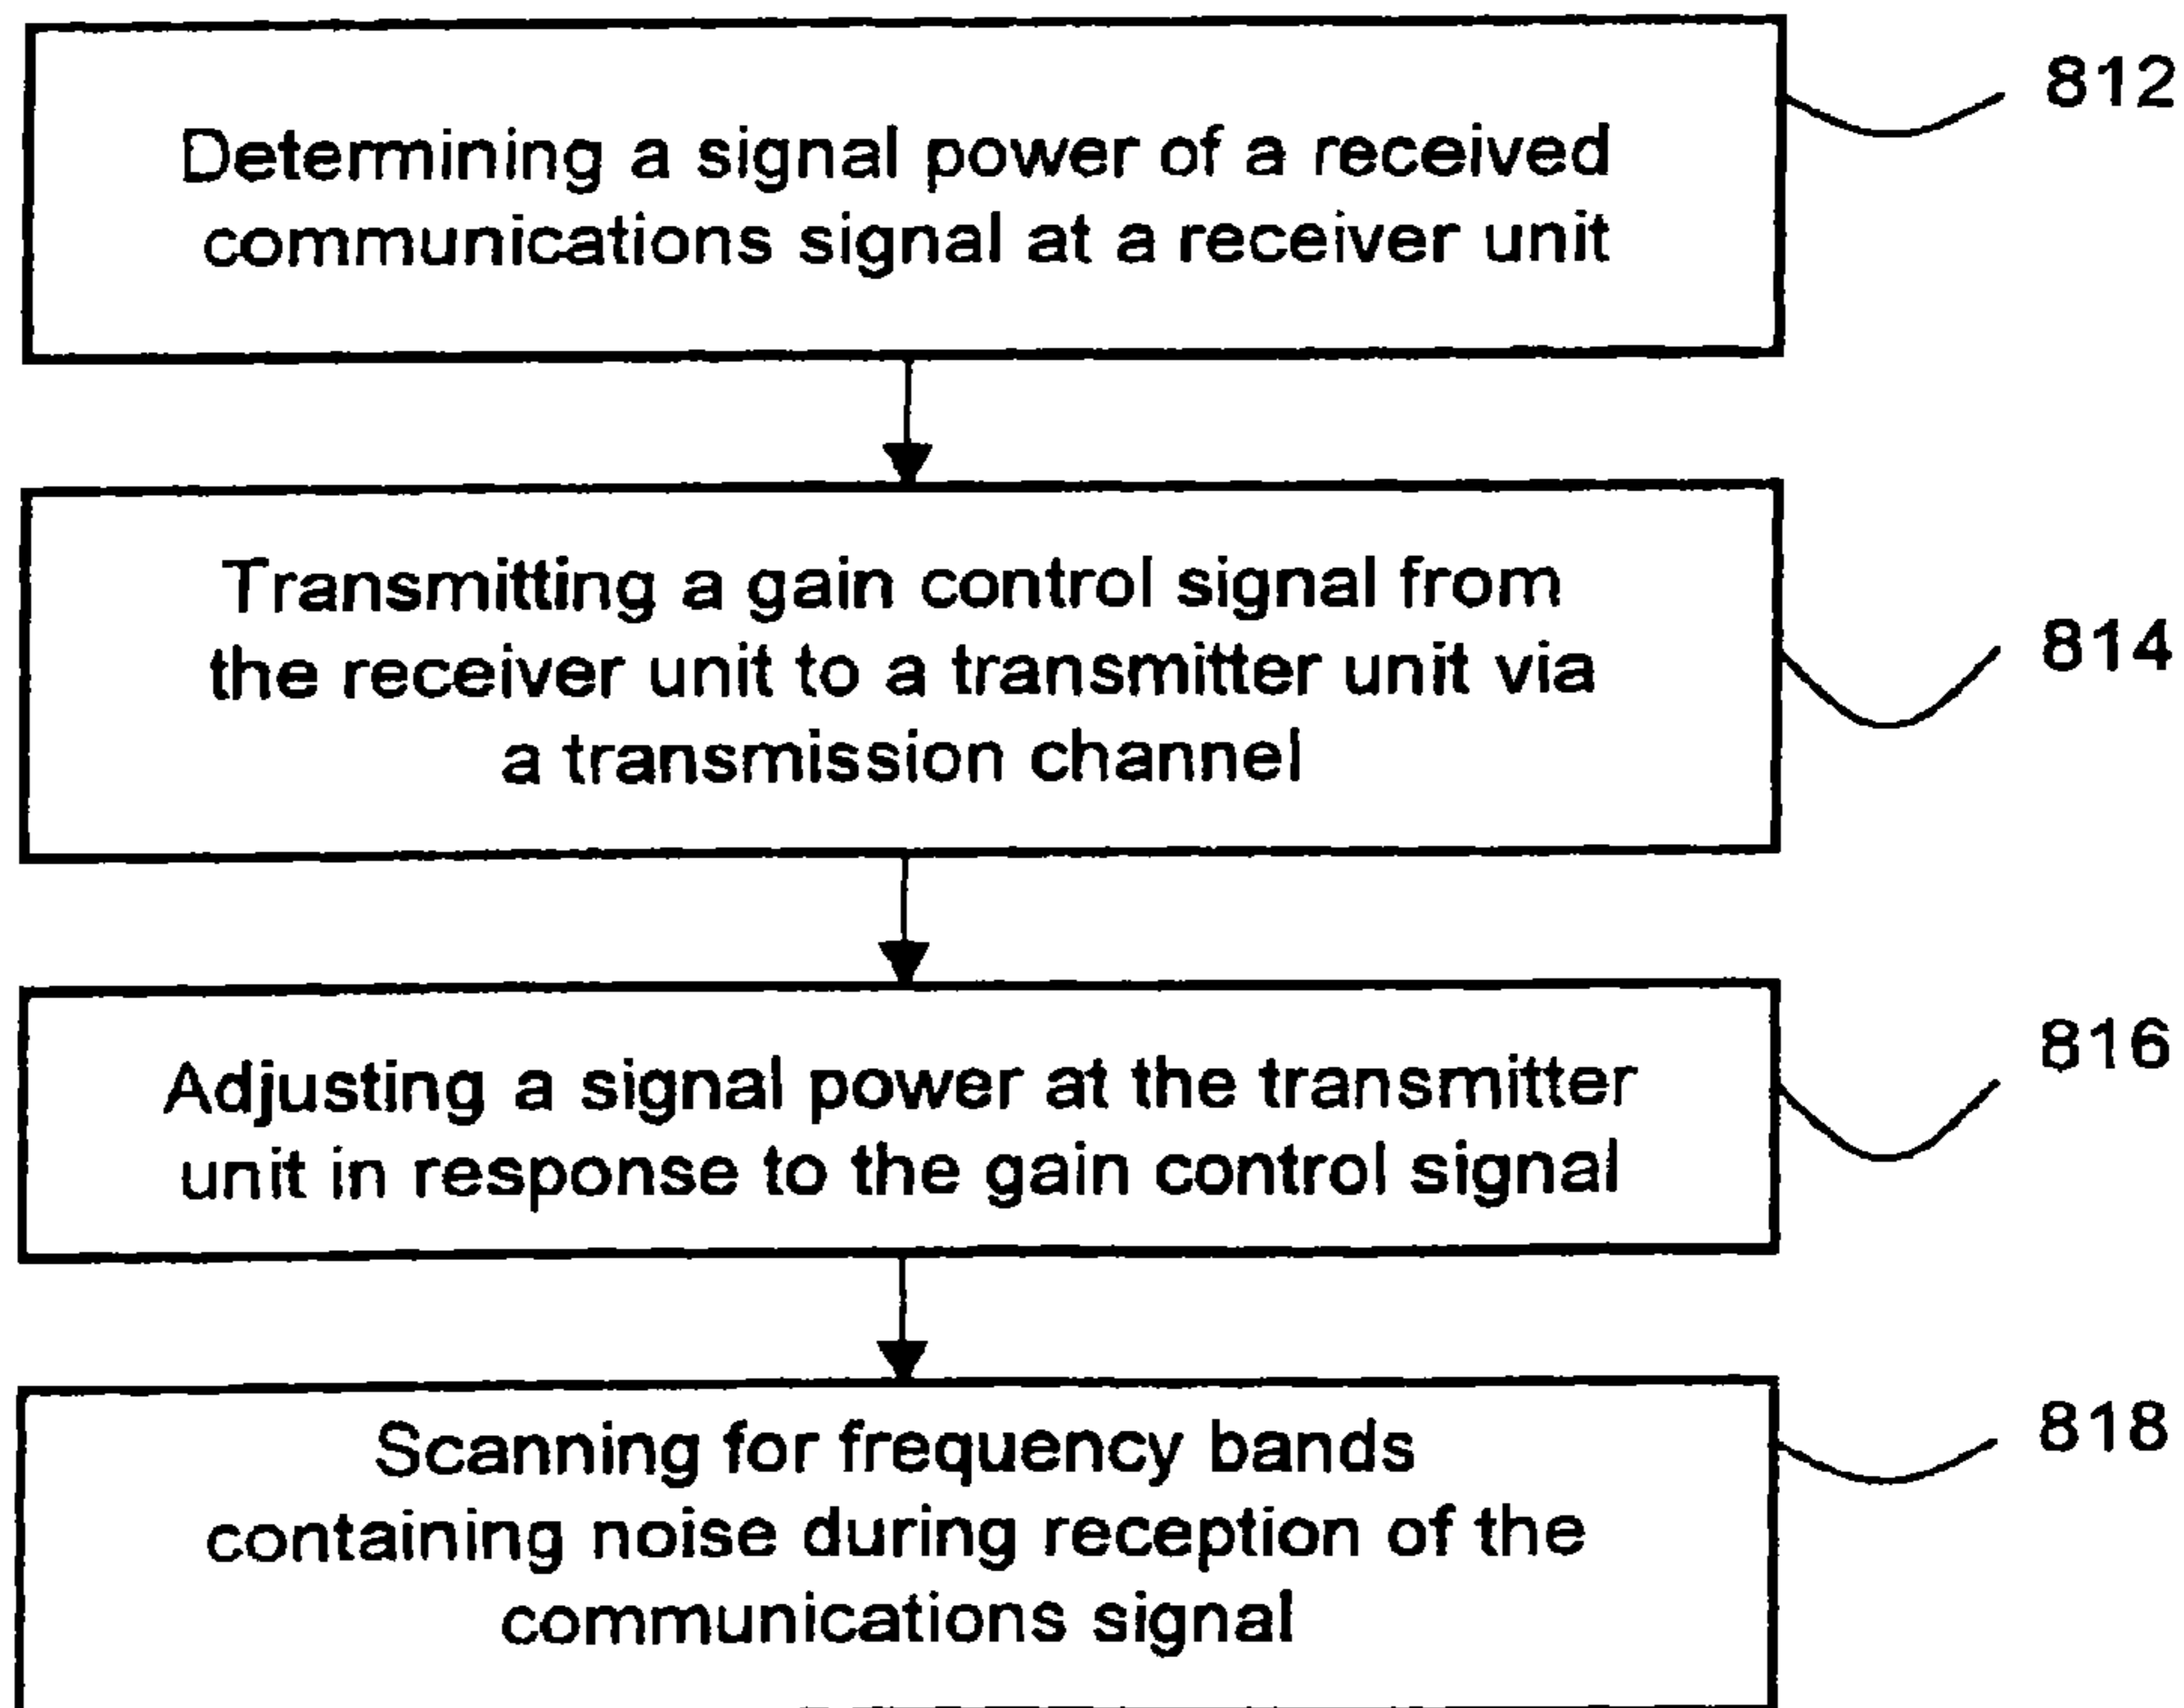 812
Determining a signal power of a received
communications signal at a receiver unit
Transmitting a gain control signal from
the receiver unit to a transmitter unit via
a transmission channel
814
816
Adjusting a signal power at the transmitter
unit in response to the gain control signal
818
Scanning for frequency bands
containing noise during reception of the
communications signal